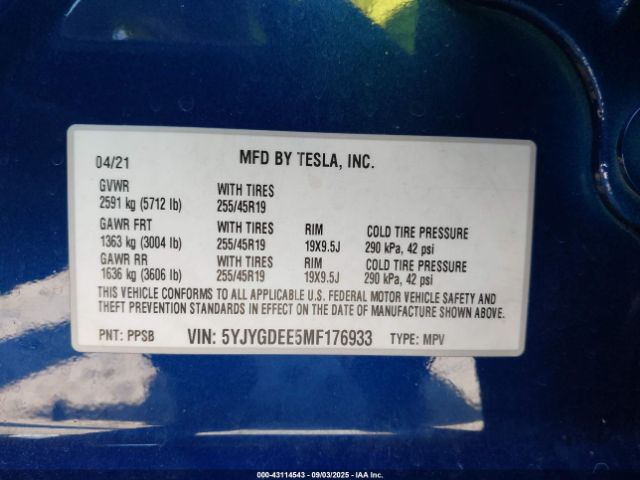 04/21 MFD BY TESLA, INC.
GVWR WITH TIRES
2591 kg (5712 lb) 255/45R19
GAWR FRT WITH TIRES RIM COLD TIRE PRESSURE
1363 kg (3004 lb) 255/45R19 19X9.5J 290 kPa, 42 psi
GAWR RR WITH TIRES RIM COLD TIRE PRESSURE
1636 kg (3606 lb) 255/45R19 19X9.5J 290 kPa, 42 psi
THIS VEHICLE CONFORMS TO ALL APPLICABLE U.S. FEDERAL MOTOR VEHICLE SAFETY AND
THEFT PREVENTION STANDARDS IN EFFECT ON THE DATE OF MANUFACTURE SHOWN ABOVE.
PNT: PPSB VIN: 5YJYGDEE5MF176933 TYPE: MPV
000-43114543 - 09/03/2025 - IAA Inc.